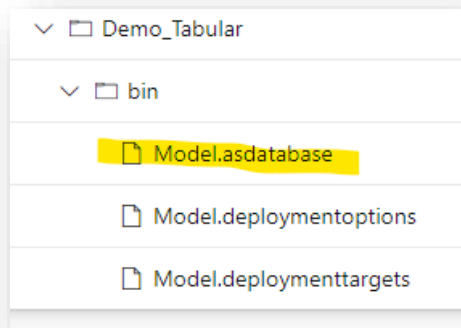 Demo_Tabular
bin
Model.asdatabase
Model.deploymentoptions
Model.deploymenttargets